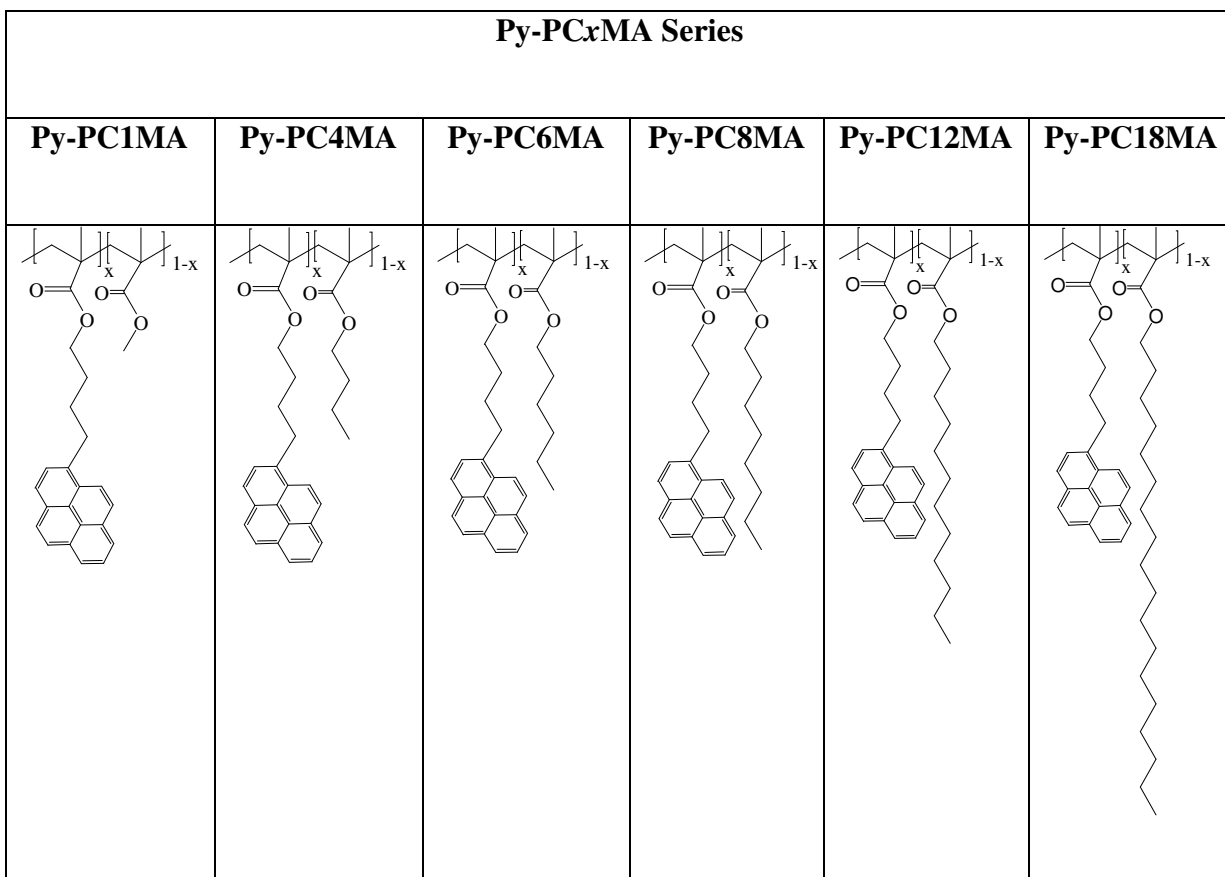 Py-PCxMA Series
Py-PC1MA Py-PC4MA Py-PC6MA Py-PC8MA Py-PC12MA Py-PC18MA
x 1-x x 1-x x 1-x x 1-x x 1-x x 1-x
O O O O O O O O O O O O
O O O O O O O O O O O O